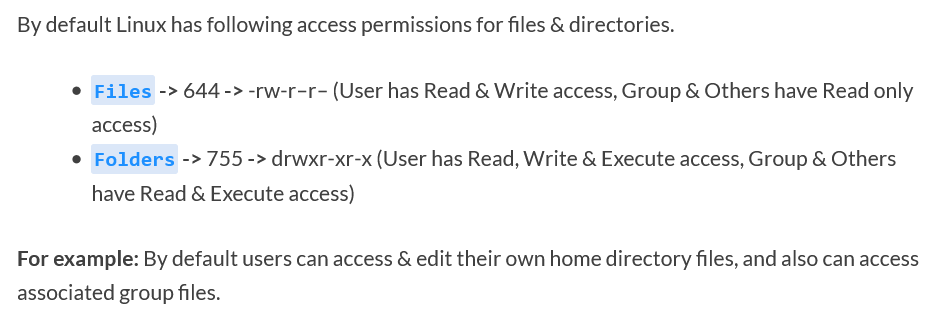 By default Linux has following access permissions for files & directories.
• Files -> 644 -> -rw-r–r– (User has Read & Write access, Group & Others have Read only
access)
• Folders -> 755 -> drwxr-xr-x (User has Read, Write & Execute access, Group & Others
have Read & Execute access)
For example: By default users can access & edit their own home directory files, and also can access
associated group files.